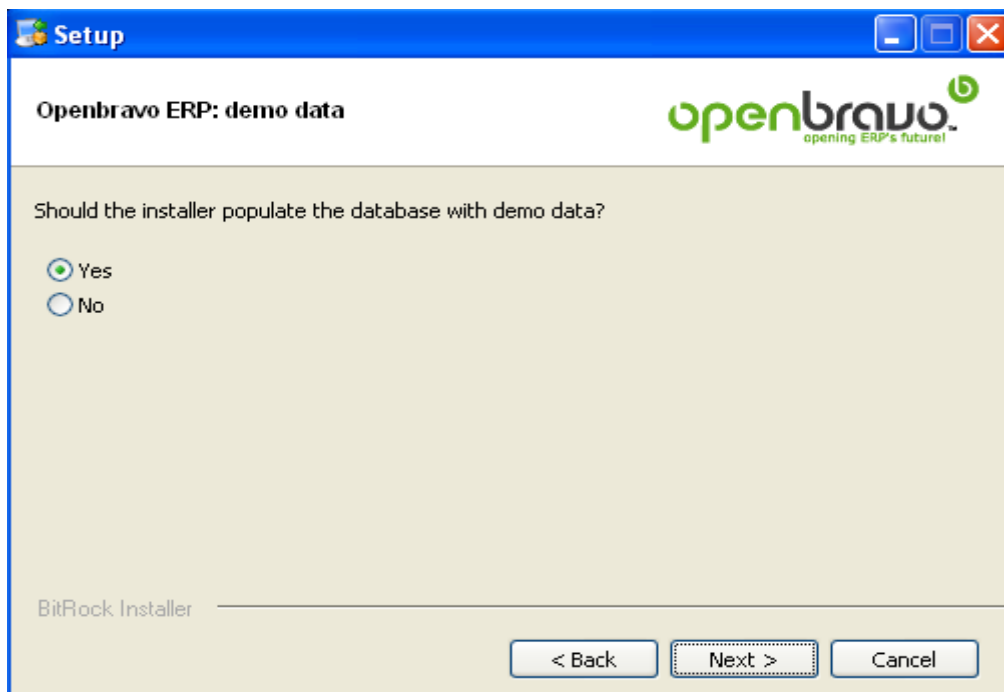 Setup
Openbravo ERP: demo data
openbravo™
opening ERP's future!
Should the installer populate the database with demo data?
Yes
No
BitRock Installer
< Back Next > Cancel